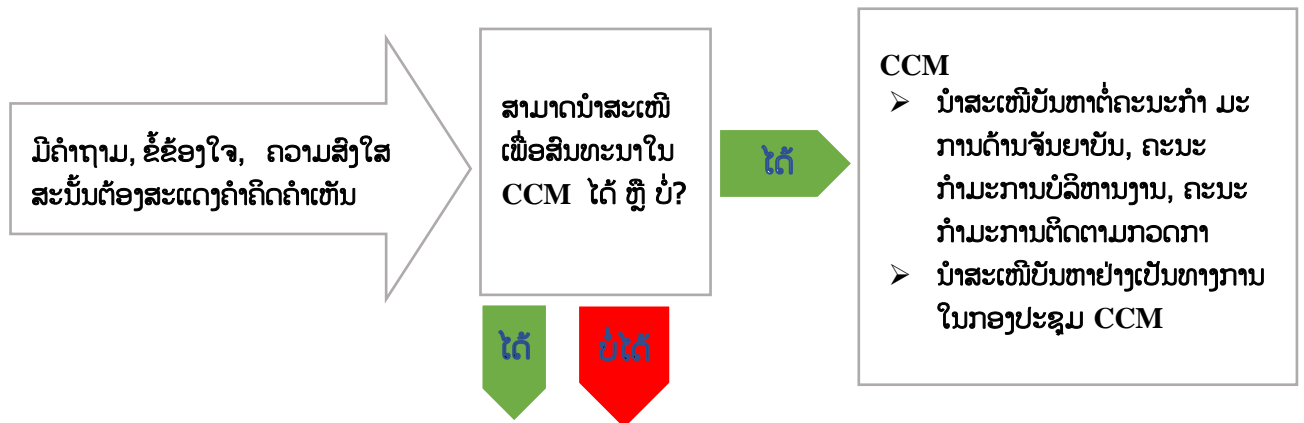 ມີຄໍາຖາມ, ຂໍ້ຂ້ອງໃຈ, ຄວາມສົງໃສ
ສະນັ້ນຕ້ອງສະແດງຄໍາຄິດຄໍາເຫັນ
ສາມາດນໍາສະເໜີ
ເພື່ອສົນທະນາໃນ
CCM ໄດ້ ຫຼື ບໍ່?
ໄດ້
CCM
➢ ນໍາສະເໜີບັນຫາຕໍ່ຄະນະກໍາ ມະ
ການດ້ານຈັນຍາບັນ, ຄະນະ
ກໍາມະການບໍລິຫານງານ, ຄະນະ
ກໍາມະການຕິດຕາມກວດກາ
➢ ນໍາສະເໜີບັນຫາຢ່າງເປັນທາງການ
ໃນກອງປະຊຸມ CCM
ໄດ້
ບໍ່ໄດ້